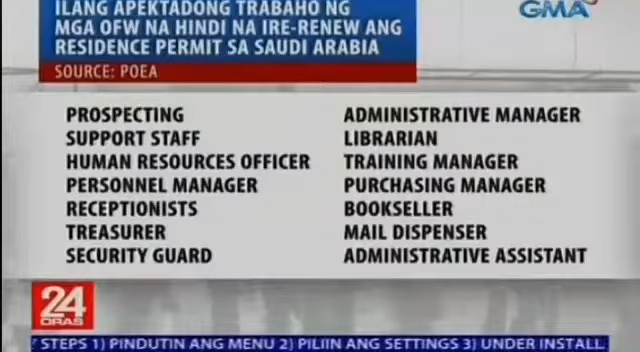 ILANG APEKTADONG TRABAHO NG
MGA OFW NA HINDI NA IRE-RENEW ANG
RESIDENCE PERMIT SA SAUDI ARABIA
SOURCE: POEA
GMA
PROSPECTING
SUPPORT STAFF
HUMAN RESOURCES OFFICER
PERSONNEL MANAGER
RECEPTIONISTS
TREASURER
SECURITY GUARD
ADMINISTRATIVE MANAGER
LIBRARIAN
TRAINING MANAGER
PURCHASING MANAGER
BOOKSELLER
MAIL DISPENSER
ADMINISTRATIVE ASSISTANT
24
ORAS
STEPS 1) PINDUTIN ANG MENU 2) PILIIN ANG SETTINGS 3) UNDER INSTALL.